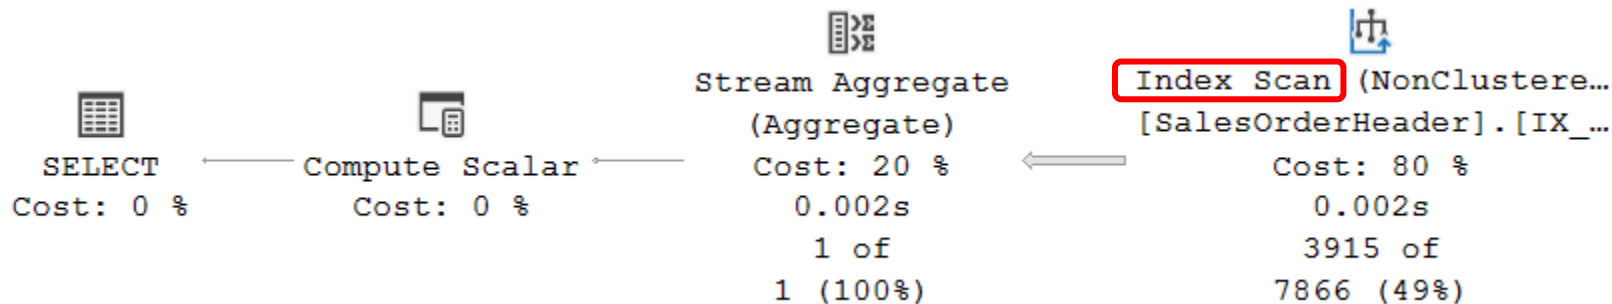 SELECT
Cost: 0 %
Compute Scalar
Cost: 0 %
Stream Aggregate
(Aggregate)
Cost: 20 %
0.002s
1 of
1 (100%)
Index Scan (NonClustere…
[SalesOrderHeader].[IX_…
Cost: 80 %
0.002s
3915 of
7866 (49%)